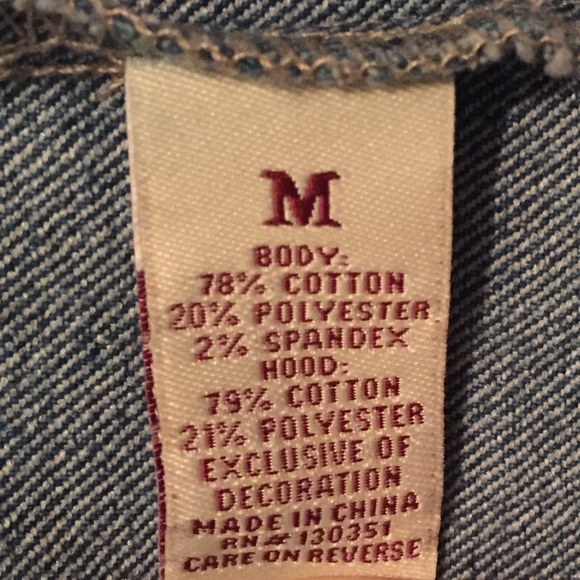 M
BODY:
78% COTTON
20% POLYESTER
2% SPANDEX
HOOD:
79% COTTON
21% POLYESTER
EXCLUSIVE OF
DECORATION
MADE IN CHINA
RN# 130351
CARE ON REVERSE